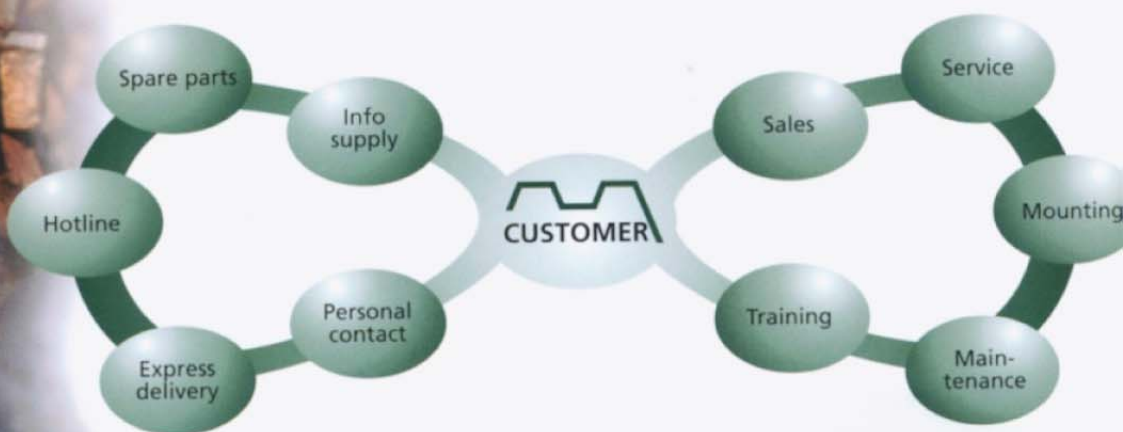 Spare parts
Info
supply
Hotline
Personal
contact
Express
delivery
CUSTOMER
Sales
Service
Mounting
Training
Main-
tenance